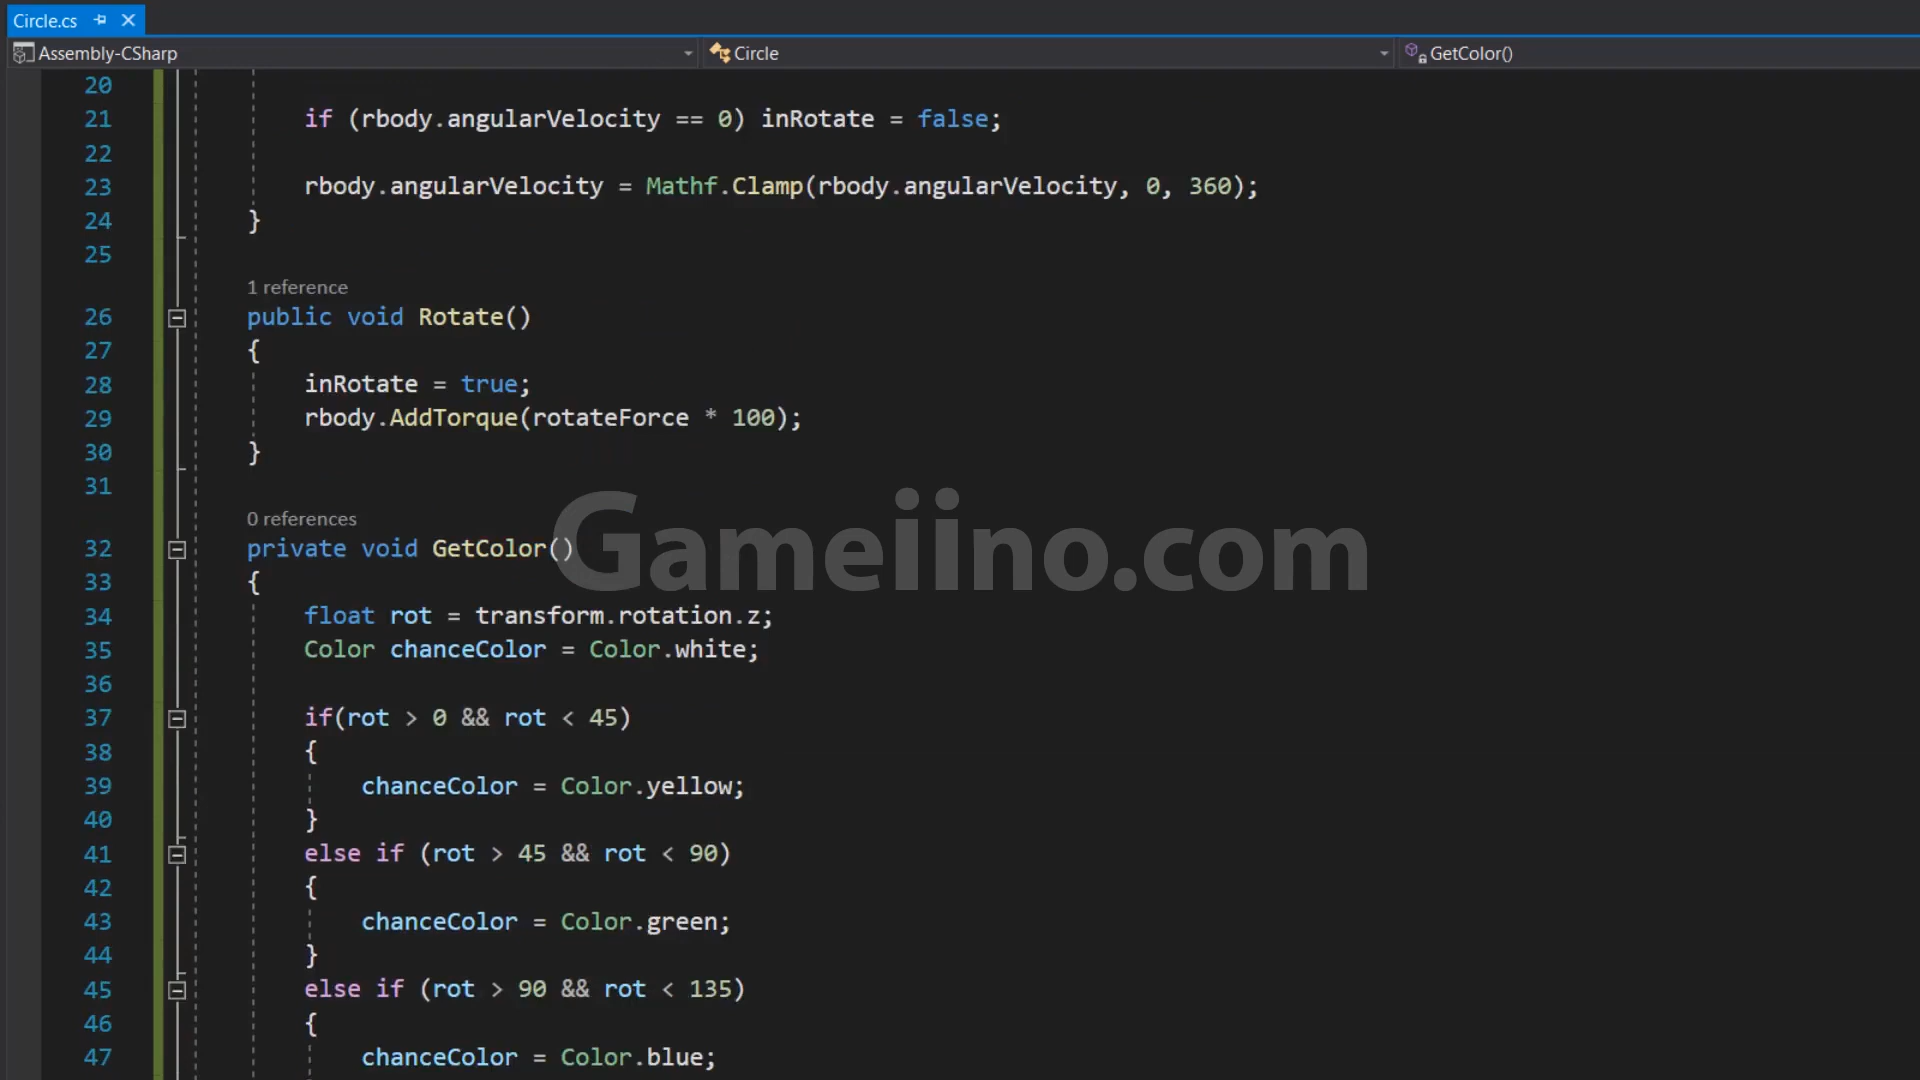 Circle.cs
Assembly-CSharp
Circle
GetColor()
20
21 if (rbody.angularVelocity == 0) inRotate = false;
22
23 rbody.angularVelocity = Mathf.Clamp(rbody.angularVelocity, 0, 360);
24 }
25
1 reference
26 public void Rotate()
27 {
28 inRotate = true;
29 rbody.AddTorque(rotateForce * 100);
30 }
31
0 references
32 private void GetColor()
Gameiino.com
33 {
34 float rot = transform.rotation.z;
35 Color chanceColor = Color.white;
36
37 if(rot > 0 && rot < 45)
38 {
39 chanceColor = Color.yellow;
40 }
41 else if (rot > 45 && rot < 90)
42 {
43 chanceColor = Color.green;
44 }
45 else if (rot > 90 && rot < 135)
46 {
47 chanceColor = Color.blue;